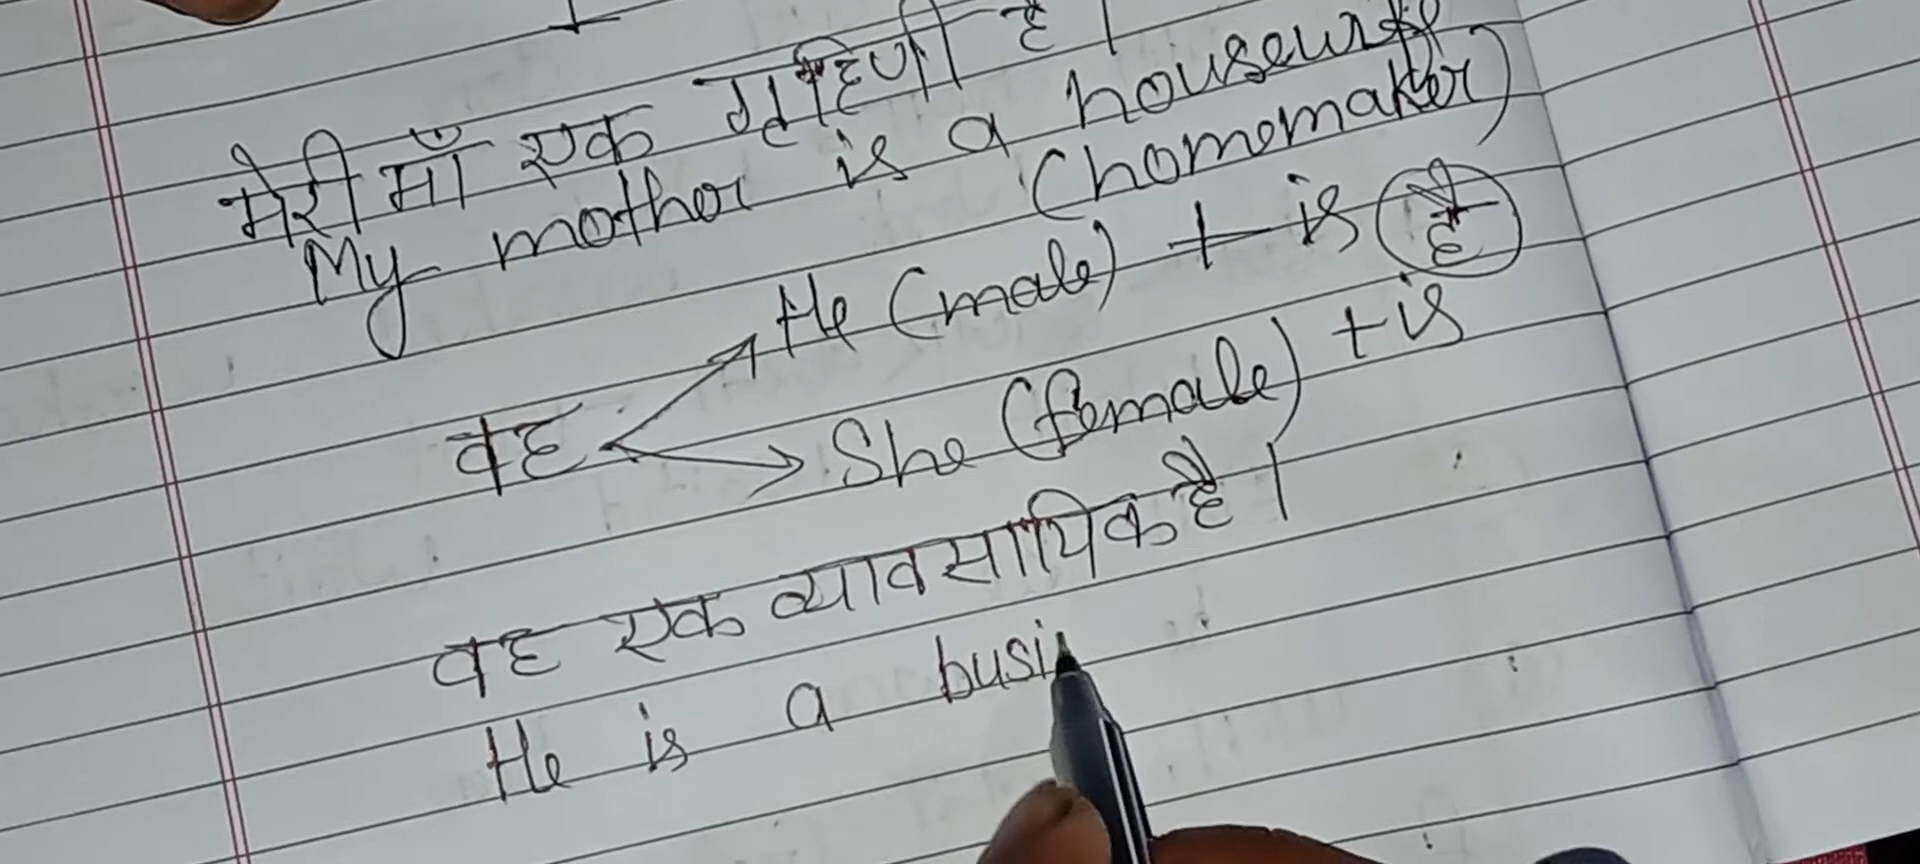 मेरी माँ एक गृहिणी है।
My mother is a housewife
(homemaker)
He (male) + is है
वह
She (female) + is
वह एक व्यावसायिक है।
He is a busi